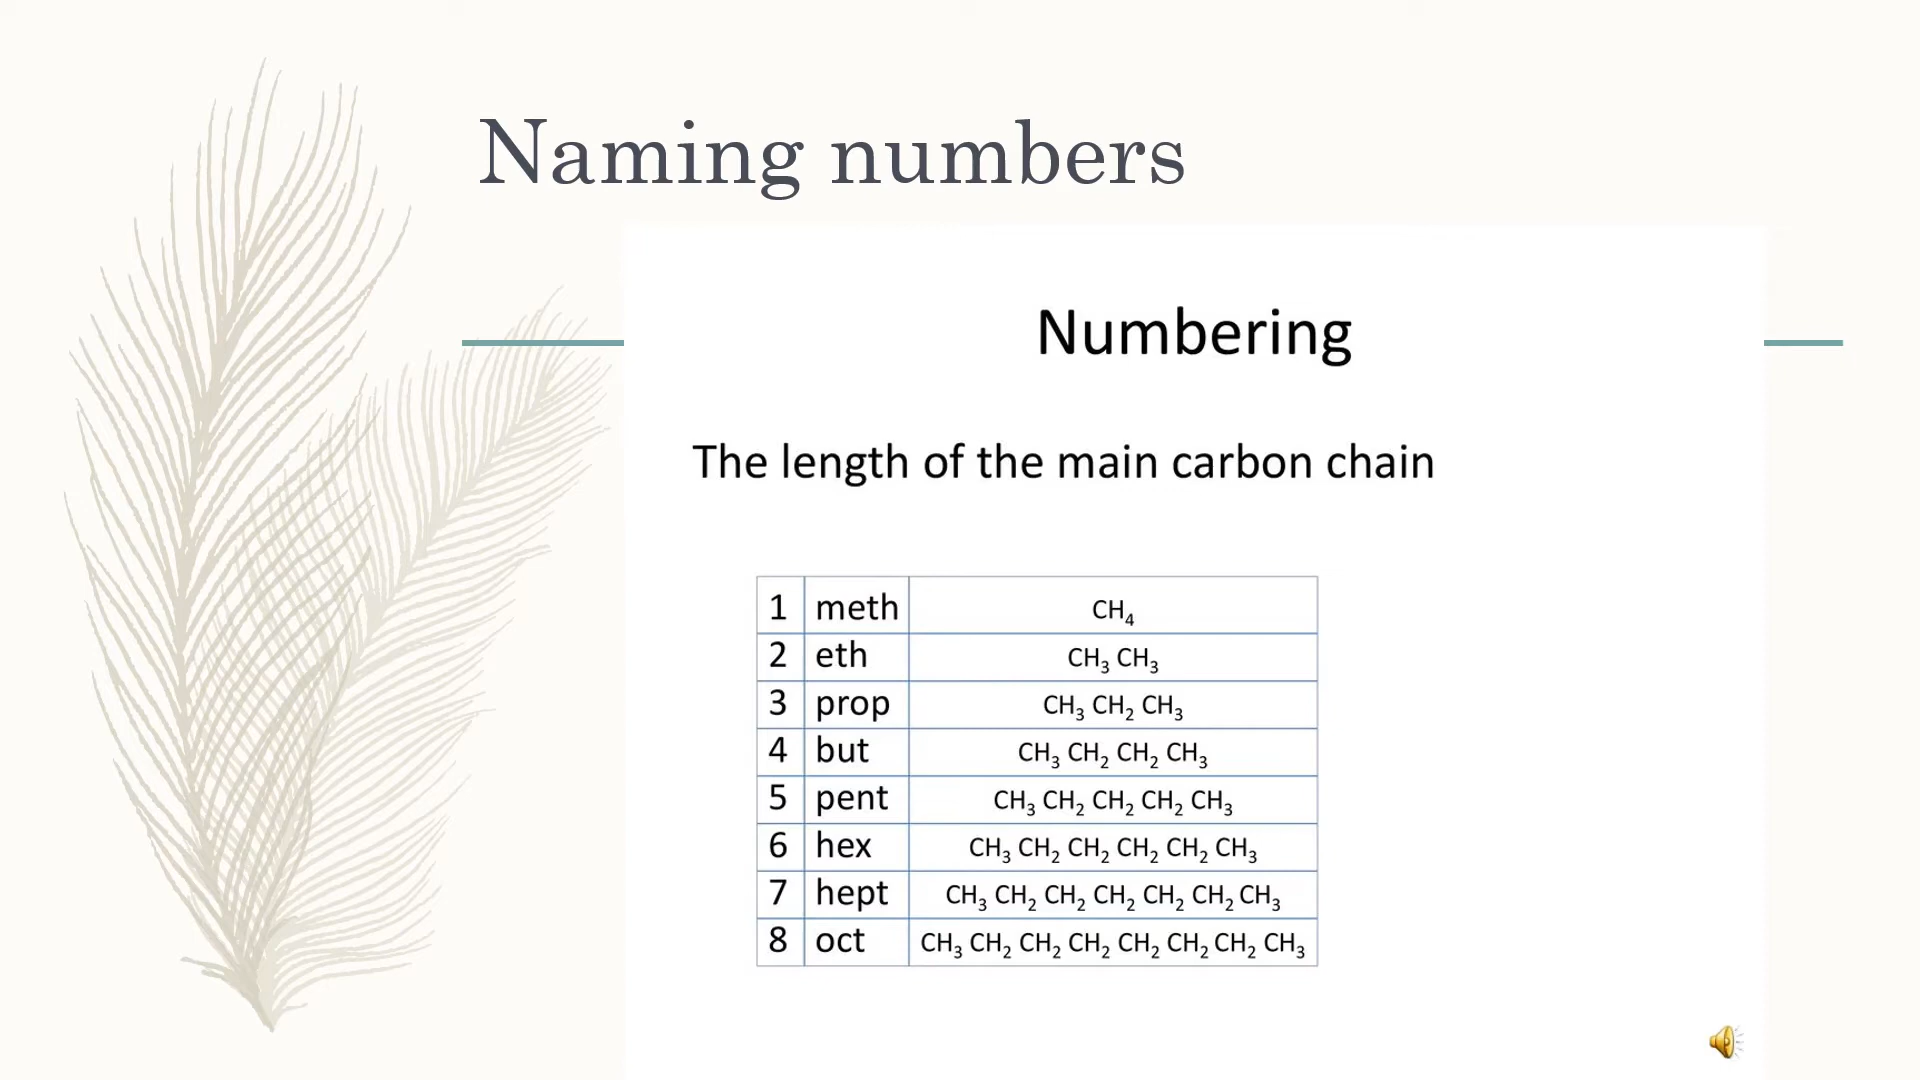 Naming numbers
Numbering
The length of the main carbon chain
1 meth CH₄
2 eth CH₃ CH₃
3 prop CH₃ CH₂ CH₃
4 but CH₃ CH₂ CH₂ CH₃
5 pent CH₃ CH₂ CH₂ CH₂ CH₃
6 hex CH₃ CH₂ CH₂ CH₂ CH₂ CH₃
7 hept CH₃ CH₂ CH₂ CH₂ CH₂ CH₂ CH₃
8 oct CH₃ CH₂ CH₂ CH₂ CH₂ CH₂ CH₂ CH₃